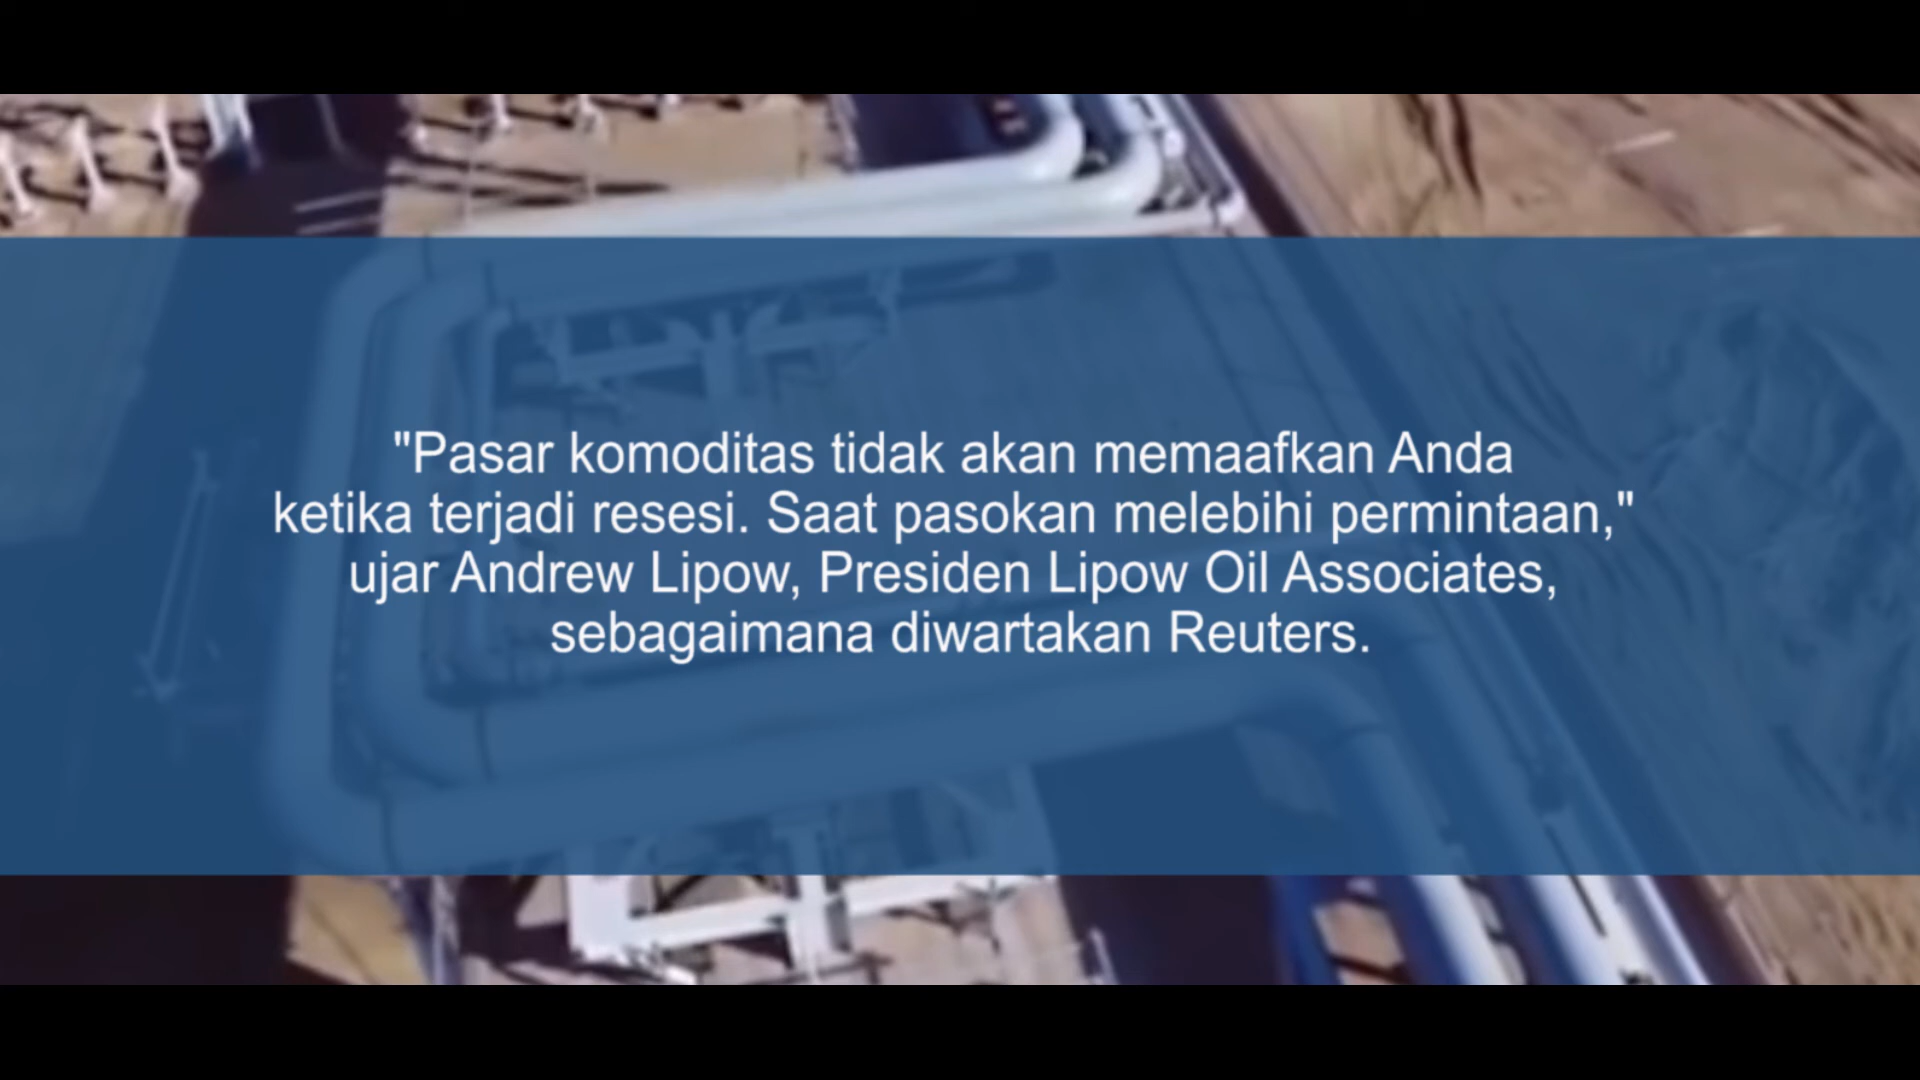 "Pasar komoditas tidak akan memaafkan Anda
ketika terjadi resesi. Saat pasokan melebihi permintaan,"
ujar Andrew Lipow, Presiden Lipow Oil Associates,
sebagaimana diwartakan Reuters.